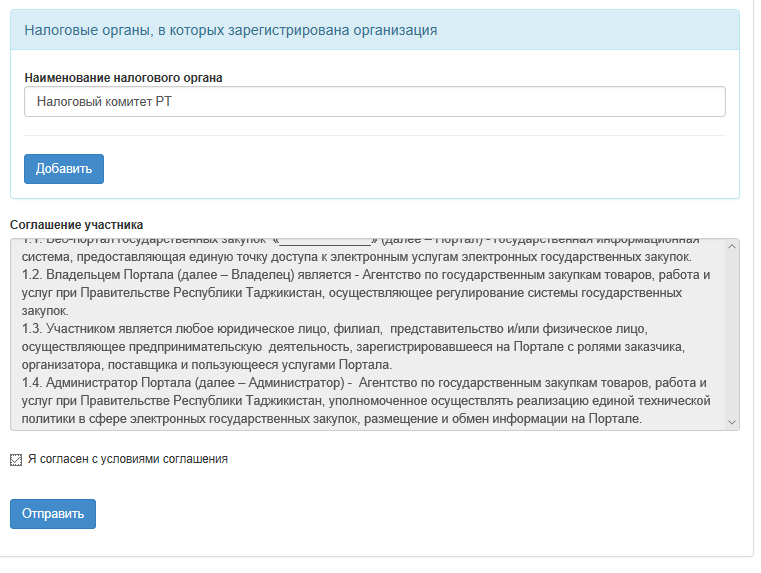 Налоговые органы, в которых зарегистрирована организация
Наименование налогового органа
Налоговый комитет РТ
Добавить
Соглашение участника
1.1. Веб-портал государственных закупок «_____________» (далее – Портал) - государственная информационная
система, предоставляющая единую точку доступа к электронным услугам электронных государственных закупок.
1.2. Владельцем Портала (далее – Владелец) является - Агентство по государственным закупкам товаров, работа и
услуг при Правительстве Республики Таджикистан, осуществляющее регулирование системы государственных
закупок.
1.3. Участником является любое юридическое лицо, филиал, представительство и/или физическое лицо,
осуществляющее предпринимательскую деятельность, зарегистрировавшееся на Портале с ролями заказчика,
организатора, поставщика и пользующееся услугами Портала.
1.4. Администратор Портала (далее – Администратор) - Агентство по государственным закупкам товаров, работа и
услуг при Правительстве Республики Таджикистан, уполномоченное осуществлять реализацию единой технической
политики в сфере электронных государственных закупок, размещение и обмен информации на Портале.
Я согласен с условиями соглашения
Отправить